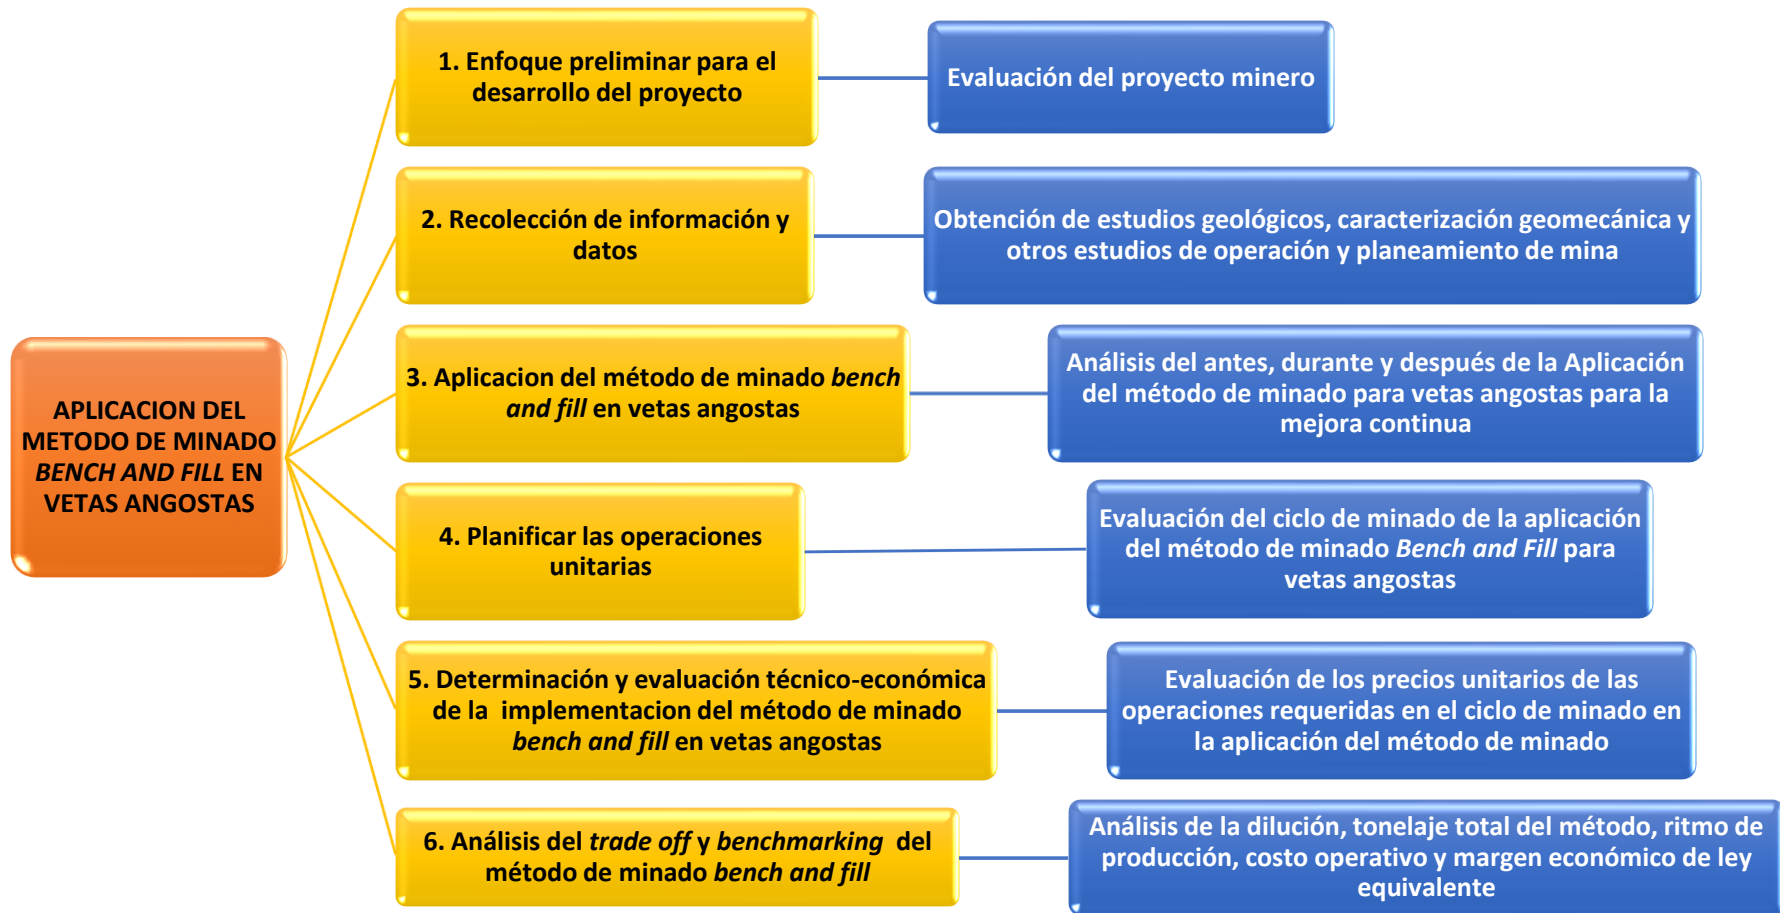 APLICACION DEL
METODO DE MINADO
BENCH AND FILL EN
VETAS ANGOSTAS
1. Enfoque preliminar para el
desarrollo del proyecto
Evaluación del proyecto minero
2. Recolección de información y
datos
Obtención de estudios geológicos, caracterización geomecánica y
otros estudios de operación y planeamiento de mina
3. Aplicacion del método de minado bench
and fill en vetas angostas
Análisis del antes, durante y después de la Aplicación
del método de minado para vetas angostas para la
mejora continua
4. Planificar las operaciones
unitarias
Evaluación del ciclo de minado de la aplicación
del método de minado Bench and Fill para
vetas angostas
5. Determinación y evaluación técnico-económica
de la implementacion del método de minado
bench and fill en vetas angostas
Evaluación de los precios unitarios de las
operaciones requeridas en el ciclo de minado en
la aplicación del método de minado
6. Análisis del trade off y benchmarking del
método de minado bench and fill
Análisis de la dilución, tonelaje total del método, ritmo de
producción, costo operativo y margen económico de ley
equivalente